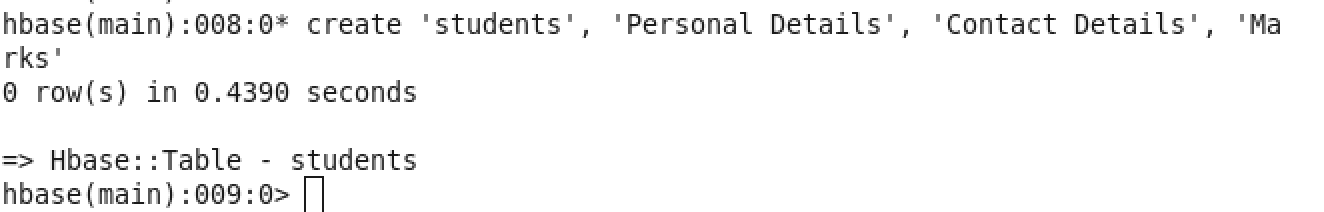 hbase(main):008:0* create 'students', 'Personal Details', 'Contact Details', 'Ma
rks'
0 row(s) in 0.4390 seconds
=> Hbase::Table - students
hbase(main):009:0>